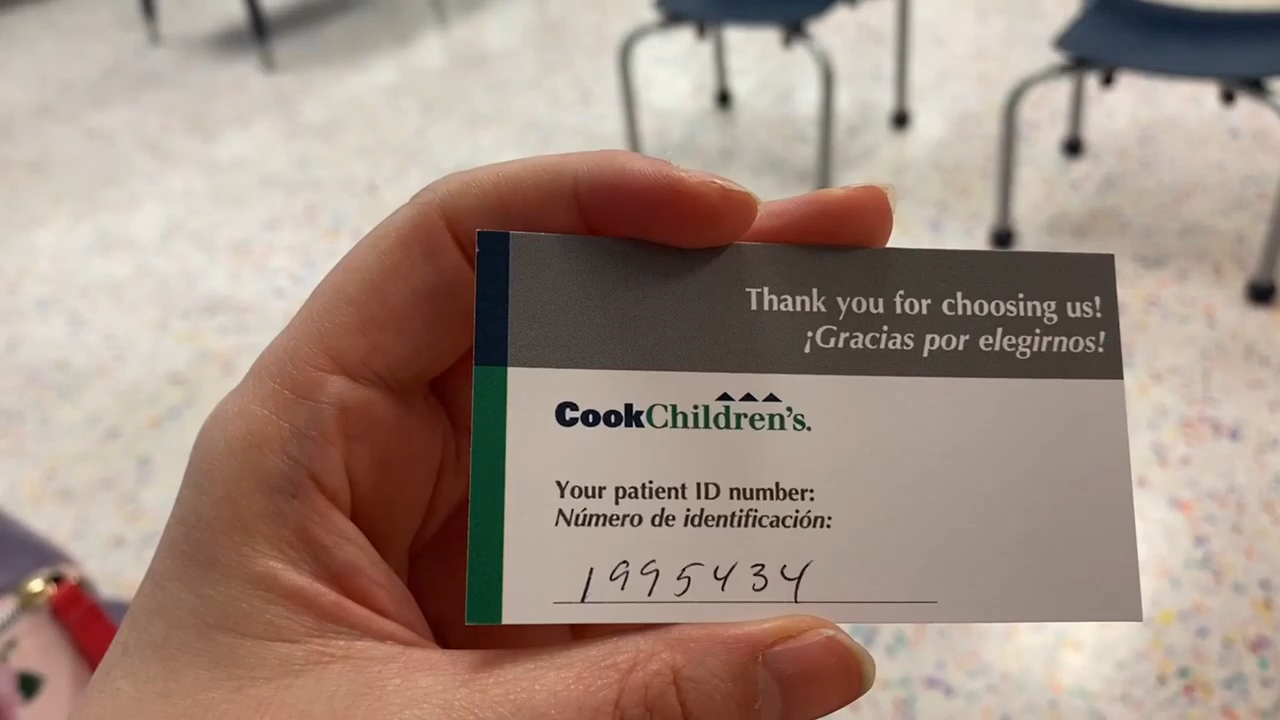 Thank you for choosing us!
¡Gracias por elegirnos!
CookChildren's.
Your patient ID number:
Número de identificación:
1995434